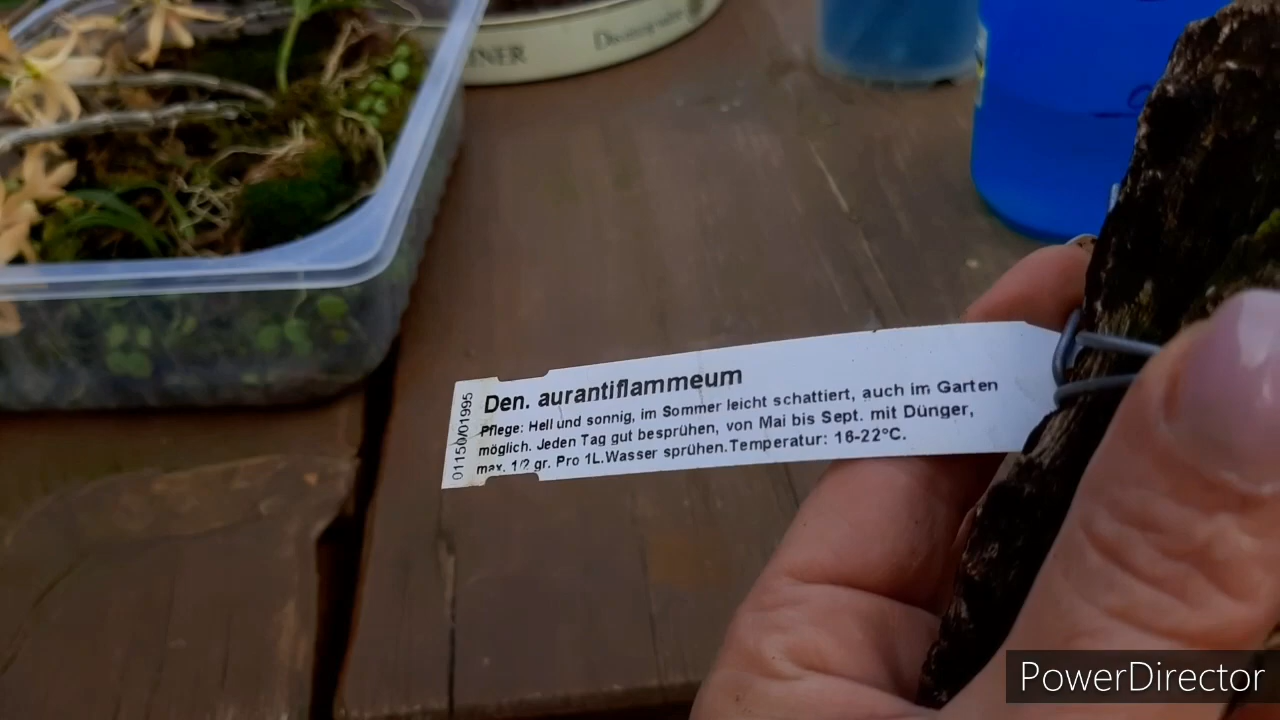 Den. aurantiflammeum
Pflege: Hell und sonnig, im Sommer leicht schattiert, auch im Garten
möglich. Jeden Tag gut besprühen, von Mai bis Sept. mit Dünger,
max. 1/2 gr. Pro 1L.Wasser sprühen.Temperatur: 16-22°C.
01150/01995
PowerDirector